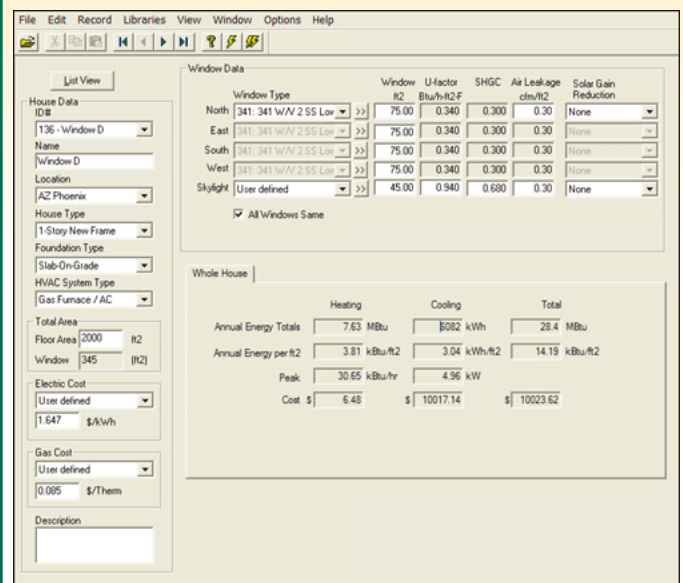 File Edit Record Libraries View Window Options Help
List View
House Data
ID#
136 - Window D
Name
Window D
Location
AZ Phoenix
House Type
1-Story New Frame
Foundation Type
Slab-On-Grade
HVAC System Type
Gas Furnace / AC
Total Area
Floor Area 2000 ft2
Window 345 (ft2)
Electric Cost
User defined
1.647 $/kWh
Gas Cost
User defined
0.085 $/Therm
Description
Window Data
Window U-factor SHGC Air Leakage Solar Gain
Window Type ft2 Btu/h-ft2-F cfm/ft2 Reduction
North 341: 341 W/V 2 SS Lov >> 75.00 0.340 0.300 0.30 None
East 341: 341 W/V 2 SS Lov >> 75.00 0.340 0.300 0.30 None
South 341: 341 W/V 2 SS Lov >> 75.00 0.340 0.300 0.30 None
West 341: 341 W/V 2 SS Lov >> 75.00 0.340 0.300 0.30 None
Skylight User defined >> 45.00 0.940 0.680 0.30 None
All Windows Same
Whole House
Heating Cooling Total
Annual Energy Totals 7.63 MBtu 6082 kWh 28.4 MBtu
Annual Energy per ft2 3.81 kBtu/ft2 3.04 kWh/ft2 14.19 kBtu/ft2
Peak 30.65 kBtu/hr 4.96 kW
Cost $ 6.48 $ 10017.14 $ 10023.62